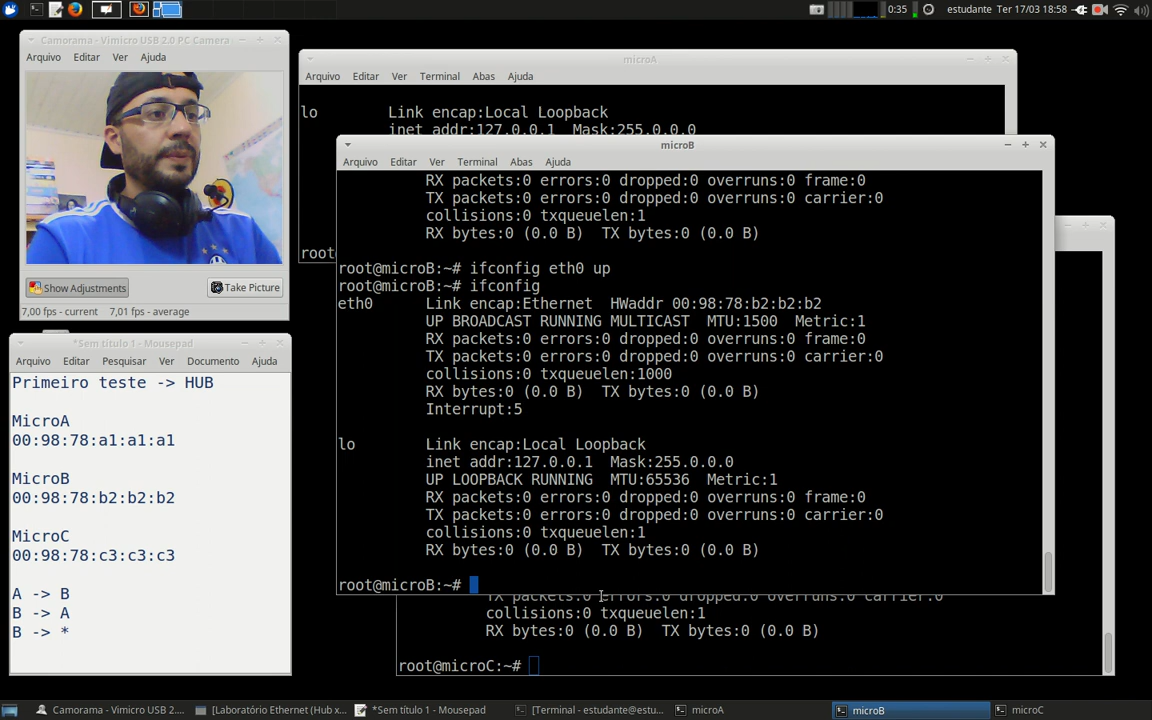 0:35
estudante
Ter 17/03 18:58
Camorama - Vimicro USB 2.0 PC Camera
Arquivo Editar Ver Ajuda
Show Adjustments
Take Picture
7,00 fps - current 7,01 fps - average
*Sem título 1 - Mousepad
Arquivo Editar Pesquisar Ver Documento Ajuda
Primeiro teste -> HUB
MicroA
00:98:78:a1:a1:a1
MicroB
00:98:78:b2:b2:b2
MicroC
00:98:78:c3:c3:c3
A -> B
B -> A
B -> *
microA
Arquivo Editar Ver Terminal Abas Ajuda
lo Link encap:Local Loopback
inet addr:127.0.0.1 Mask:255.0.0.0
root
microB
Arquivo Editar Ver Terminal Abas Ajuda
RX packets:0 errors:0 dropped:0 overruns:0 frame:0
TX packets:0 errors:0 dropped:0 overruns:0 carrier:0
collisions:0 txqueuelen:1
RX bytes:0 (0.0 B) TX bytes:0 (0.0 B)
root@microB:~# ifconfig eth0 up
root@microB:~# ifconfig
eth0 Link encap:Ethernet HWaddr 00:98:78:b2:b2:b2
UP BROADCAST RUNNING MULTICAST MTU:1500 Metric:1
RX packets:0 errors:0 dropped:0 overruns:0 frame:0
TX packets:0 errors:0 dropped:0 overruns:0 carrier:0
collisions:0 txqueuelen:1000
RX bytes:0 (0.0 B) TX bytes:0 (0.0 B)
Interrupt:5
lo Link encap:Local Loopback
inet addr:127.0.0.1 Mask:255.0.0.0
UP LOOPBACK RUNNING MTU:65536 Metric:1
RX packets:0 errors:0 dropped:0 overruns:0 frame:0
TX packets:0 errors:0 dropped:0 overruns:0 carrier:0
collisions:0 txqueuelen:1
RX bytes:0 (0.0 B) TX bytes:0 (0.0 B)
root@microB:~#
TX packets:0 errors:0 dropped:0 overruns:0 carrier:0
collisions:0 txqueuelen:1
RX bytes:0 (0.0 B) TX bytes:0 (0.0 B)
root@microC:~#
Camorama - Vimicro USB 2.0...
[Laboratório Ethernet (Hub x...
*Sem título 1 - Mousepad
[Terminal - estudante@estu...
microA
microB
microC